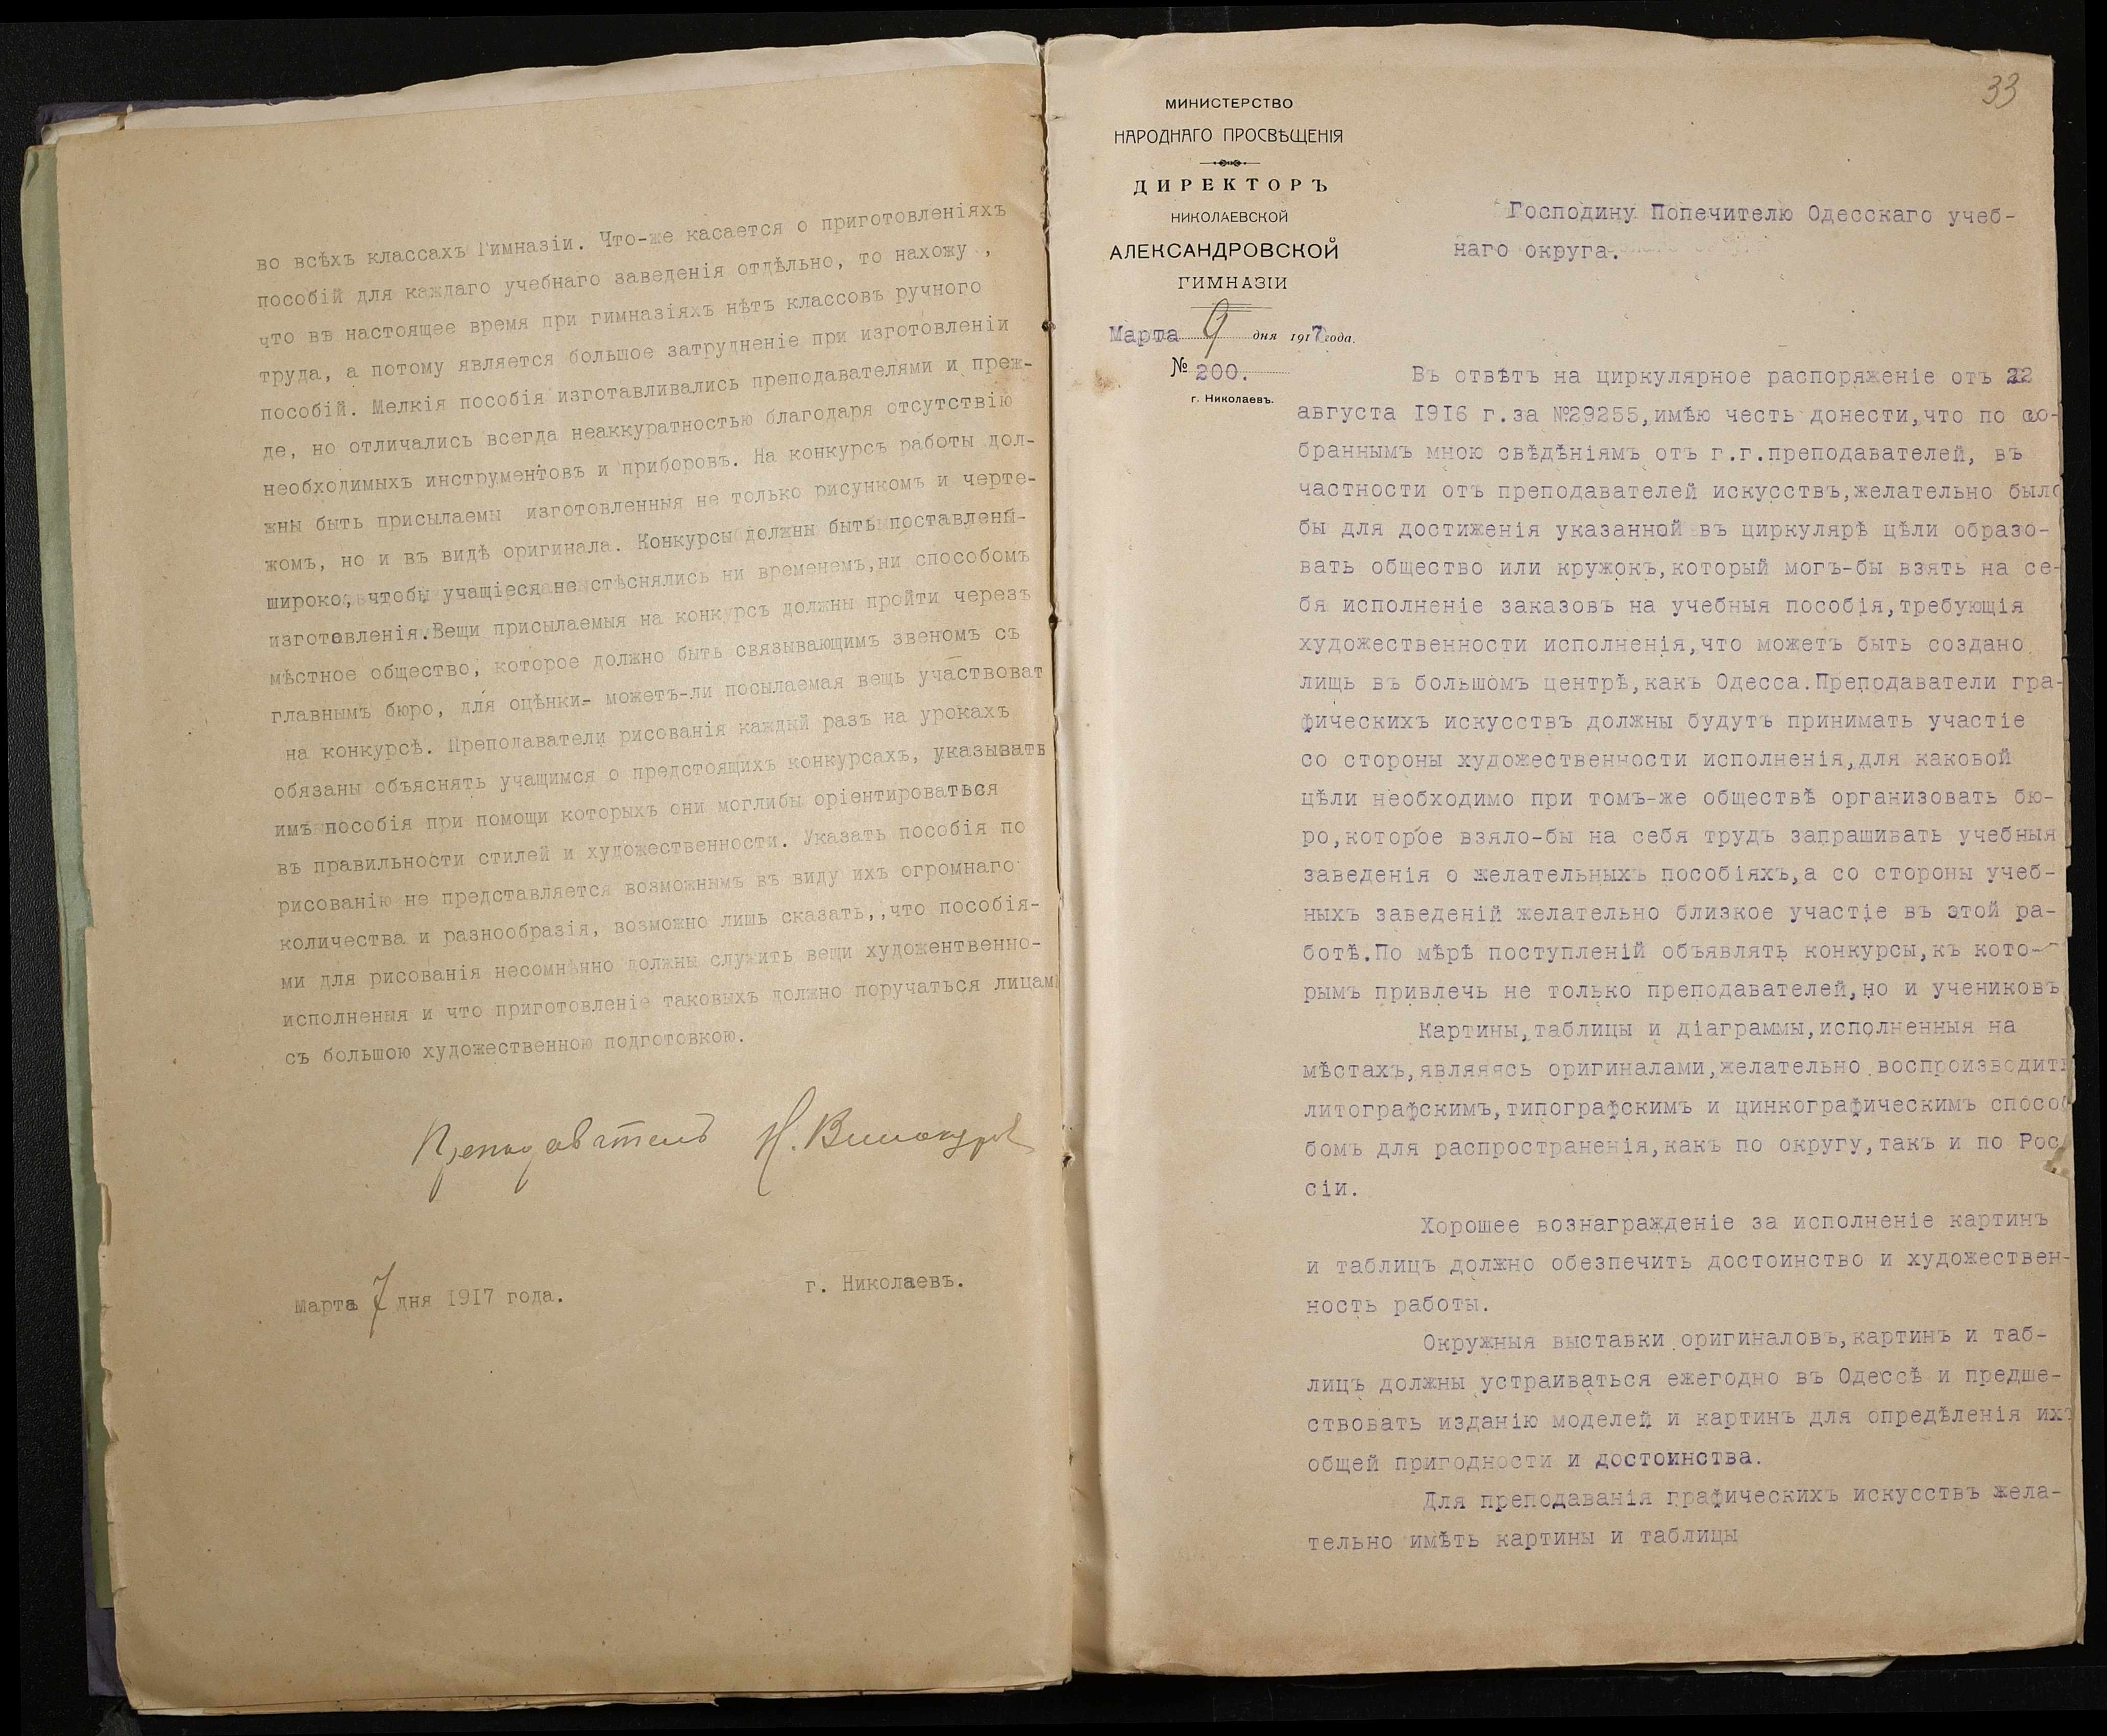 во всѣхъ классахъ Гимназіи. Что-же касается о приготовленіяхъ
пособій для каждаго учебнаго заведенія отдѣльно, то нахожу ,
что въ настоящее время при гимназіяхъ нѣтъ классовъ ручного
труда, а потому является большое затрудненіе при изготовленіи
пособій. Мелкія пособія изготавливались преподавателями и преж-
де, но отличались всегда неаккуратностью благодаря отсутствію
необходимыхъ инструментовъ и приборовъ. На конкурсъ работы дол-
жны быть присылаемы изготовленныя не только рисункомъ и черте-
жомъ, но и въ видѣ оригинала. Конкурсы должны быть поставлены-
широко, чтобы учащіеся не стѣснялись ни временемъ,ни способомъ
изготовленія.Вещи присылаемыя на конкурсъ должны пройти черезъ
мѣстное общество, которое должно быть связывающимъ звеномъ съ
главнымъ бюро, для оцѣнки- можетъ-ли посылаемая вещь участвоват
на конкурсѣ. Преподаватели рисованія каждый разъ на урокахъ
обязаны объяснять учащимся о предстоящихъ конкурсахъ, указывать
имъ пособія при помощи которыхъ они моглибы оріентироваться
въ правильности стилей и художественности. Указать пособія по
рисованію не представляется возможнымъ въ виду ихъ огромнаго
количества и разнообразія, возможно лишь сказать,,что пособія-
ми для рисованія несомнѣнно должны служить вещи художентвенно-
исполненыя и что приготовленіе таковыхъ должно поручаться лицам
съ большою художественною подготовкою.
Преподаватель Н.
марта 7 дня 1917 года.
г. Николаевъ.
33
МИНИСТЕРСТВО
НАРОДНАГО ПРОСВѢЩЕНІЯ
ДИРЕКТОРЪ
НИКОЛАЕВСКОЙ
АЛЕКСАНДРОВСКОЙ
ГИМНАЗІИ
Марта 9 дня 1917 года.
№ 200.
г. Николаевъ.
Господину Попечителю Одесскаго учеб-
наго округа.
Въ отвѣтъ на циркулярное распоряженіе отъ 22
августа 1916 г.за №29255,имѣю честь донести,что по со-
браннымъ мною свѣдѣніямъ отъ г.г.преподавателей, въ
частности отъ преподавателей искусствъ,желательно было
бы для достиженія указанной въ циркулярѣ цѣли образо-
вать общество или кружокъ,который могъ-бы взять на се-
бя исполненіе заказовъ на учебныя пособія,требующія
художественности исполненія,что можетъ быть создано
лищь въ большомъ центрѣ,какъ Одесса.Преподаватели гра-
фическихъ искусствъ должны будутъ принимать участіе
со стороны художественности исполненія,для каковой
цѣли необходимо при томъ-же обществѣ организовать бю-
ро,которое взяло-бы на себя трудъ запрашивать учебныя
заведенія о желательныхъ пособіяхъ,а со стороны учеб-
ныхъ заведеній желательно близкое участіе въ этой ра-
ботѣ.По мѣрѣ поступленій объявлять конкурсы,къ кото-
рымъ привлечь не только преподавателей,но и учениковъ
Картины,таблицы и діаграммы,исполненныя на
мѣстахъ,являяясь оригиналами,желательно воспроизводить
литографскимъ,типографскимъ и цинкографическимъ спосо
бомъ для распространенія,какъ по округу,такъ и по Рос
сіи.
Хорошее вознагражденіе за исполненіе картинъ
и таблицъ должно обезпечить достоинство и художествен-
ность работы.
Окружныя выставки оригиналовъ,картинъ и таб-
лицъ должны устраиваться ежегодно въ Одессѣ и предше-
ствовать изданію моделей и картинъ для опредѣленія ихъ
общей пригодности и достоинства.
Для преподаванія графическихъ искусствъ жела-
тельно имѣть картины и таблицы